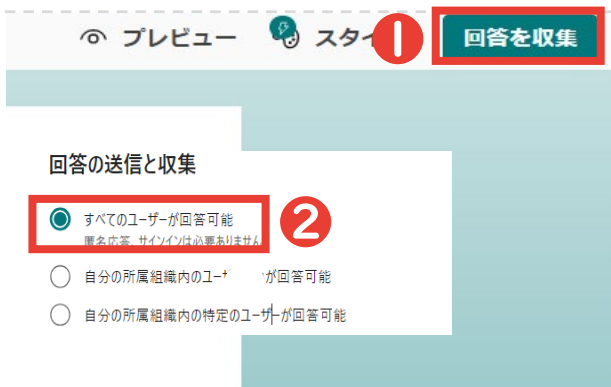 プレビュー スタイ 1 回答を収集
回答の送信と収集
すべてのユーザーが回答可能 2
匿名応答、サインインは必要ありません
自分の所属組織内のユー が回答可能
自分の所属組織内の特定のユーザーが回答可能